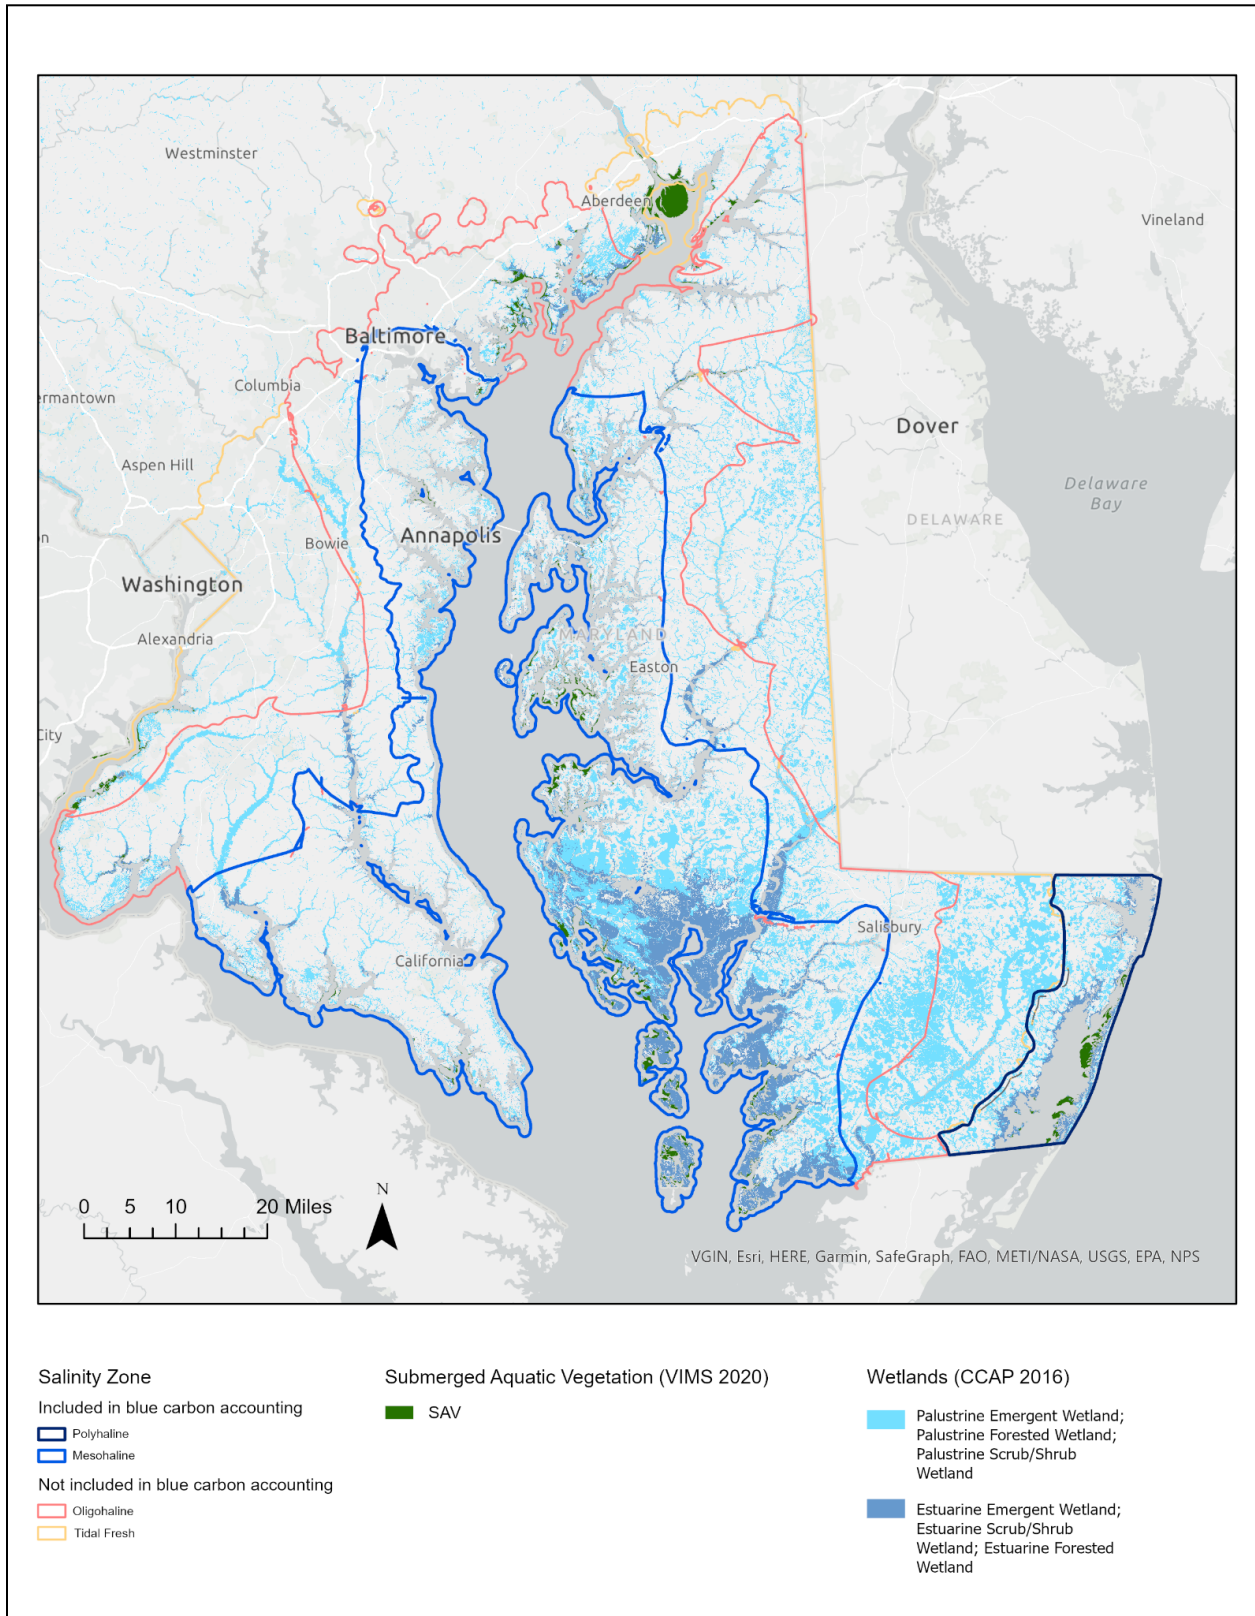 Westminster
Aberdeen
Vineland
Baltimore
Columbia
ermantown
Dover
Aspen Hill
Delaware
Bay
DELAWARE
on
Bowie
Annapolis
Washington
Alexandria
MARYLAND
Easton
City
Salisbury
California
N
0 5 10 20 Miles
VGIN, Esri, HERE, Garmin, SafeGraph, FAO, METI/NASA, USGS, EPA, NPS
Salinity Zone
Included in blue carbon accounting
Polyhaline
Mesohaline
Not included in blue carbon accounting
Oligohaline
Tidal Fresh
Submerged Aquatic Vegetation (VIMS 2020)
SAV
Wetlands (CCAP 2016)
Palustrine Emergent Wetland;
Palustrine Forested Wetland;
Palustrine Scrub/Shrub
Wetland
Estuarine Emergent Wetland;
Estuarine Scrub/Shrub
Wetland; Estuarine Forested
Wetland